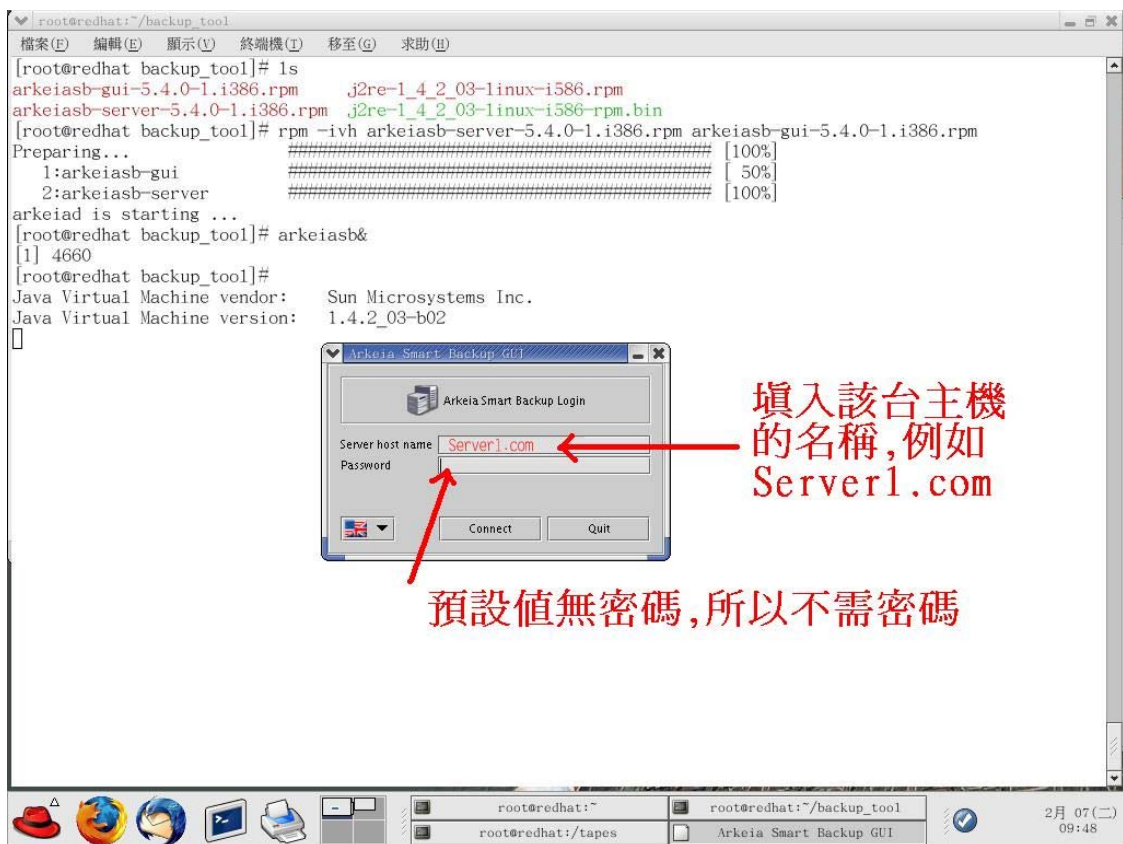 root@redhat:~/backup_tool
檔案(F) 編輯(E) 顯示(V) 終端機(T) 移至(G) 求助(H)
[root@redhat backup_tool]# ls
arkeiasb-gui-5.4.0-1.i386.rpm j2re-1_4_2_03-linux-i586.rpm
arkeiasb-server-5.4.0-1.i386.rpm j2re-1_4_2_03-linux-i586-rpm.bin
[root@redhat backup_tool]# rpm -ivh arkeiasb-server-5.4.0-1.i386.rpm arkeiasb-gui-5.4.0-1.i386.rpm
Preparing... ########################################### [100%]
1:arkeiasb-gui ########################################### [ 50%]
2:arkeiasb-server ########################################### [100%]
arkeiad is starting ...
[root@redhat backup_tool]# arkeiasb&
[1] 4660
[root@redhat backup_tool]#
Java Virtual Machine vendor: Sun Microsystems Inc.
Java Virtual Machine version: 1.4.2_03-b02
Arkeia Smart Backup GUI
Arkeia Smart Backup Login
Server host name Server1.com
Password
Connect Quit
填入該台主機
的名稱,例如
Server1.com
預設值無密碼,所以不需密碼
root@redhat:~ root@redhat:~/backup_tool
root@redhat:/tapes Arkeia Smart Backup GUI
2月 07(二)
09:48